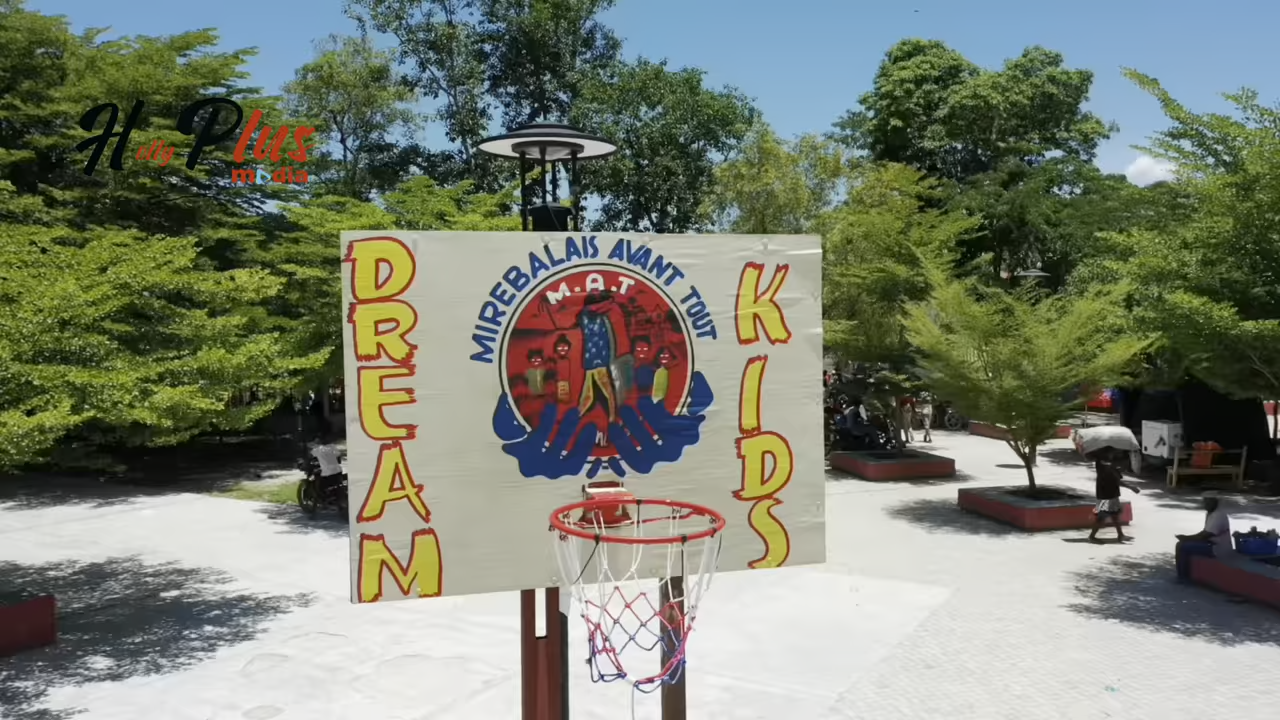 Helly Plus
media
DREAM
MIREBALAIS AVANT TOUT
M.A.T
KIDS